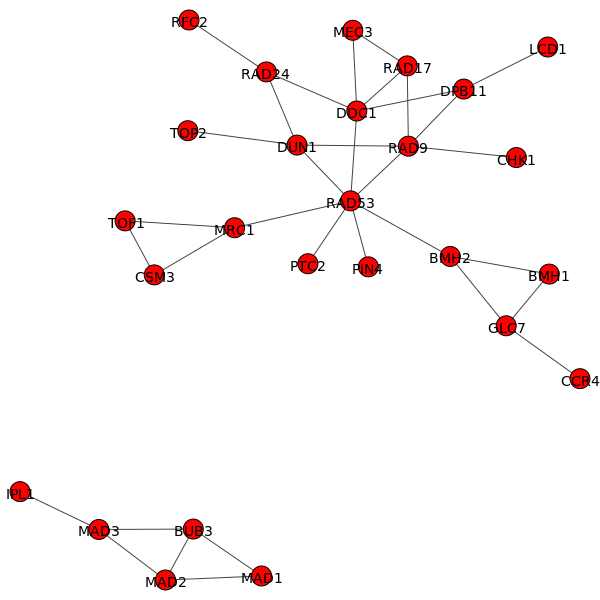 RFC2
MEC3
LCD1
RAD24
RAD17
DPB11
DDC1
TOP2
DUN1
RAD9
CHK1
RAD53
TOF1
MRC1
CSM3
PTC2
PIN4
BMH2
BMH1
GLC7
CCR4
IPL1
MAD3
BUB3
MAD2
MAD1